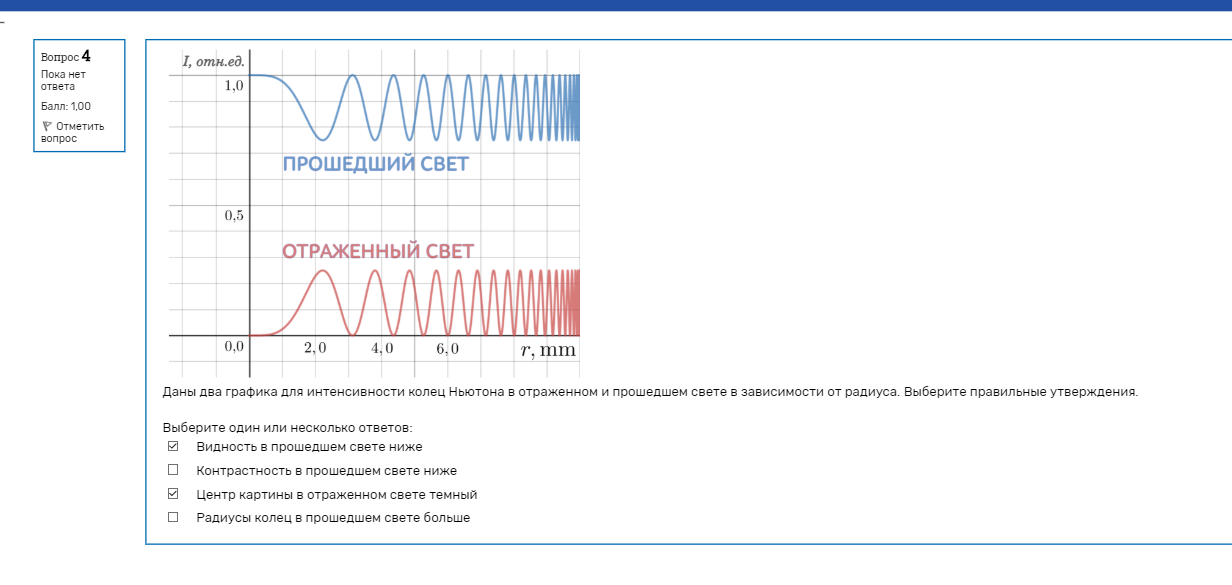 Вопрос 4
Пока нет
ответа
Балл: 1,00
Отметить
вопрос
I, отн.ед.
1,0
ПРОШЕДШИЙ СВЕТ
0,5
ОТРАЖЕННЫЙ СВЕТ
0,0 2,0 4,0 6,0 r, mm
Даны два графика для интенсивности колец Ньютона в отраженном и прошедшем свете в зависимости от радиуса. Выберите правильные утверждения.
Выберите один или несколько ответов:
Видность в прошедшем свете ниже
Контрастность в прошедшем свете ниже
Центр картины в отраженном свете темный
Радиусы колец в прошедшем свете больше